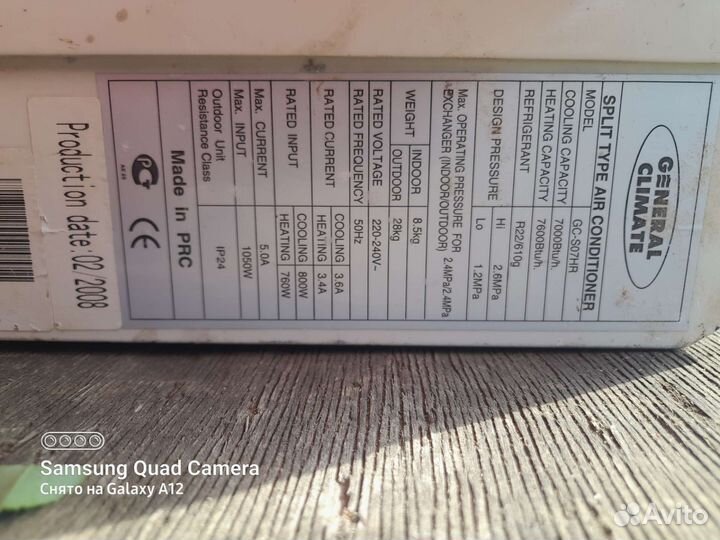 GENERAL
CLIMATE
SPLIT TYPE AIR CONDITIONER
MODEL GC-S07HR
COOLING CAPACITY 7000Btu/h
HEATING CAPACITY 7600Btu/h
REFRIGERANT R22/610g
DESIGN PRESSURE Hi 2.6MPa
Lo 1.2MPa
Max. OPERATING PRESSURE FOR
EXCHANGER (INDOOR/OUTDOOR) 2.4MPa/2.4MPa
WEIGHT INDOOR 8.5kg
OUTDOOR 28kg
RATED VOLTAGE 220-240V~
RATED FREQUENCY 50Hz
RATED CURRENT COOLING 3.6A
HEATING 3.4A
RATED INPUT COOLING 800W
HEATING 760W
Max. CURRENT 5.0A
Max. INPUT 1050W
Outdoor Unit
Resistance Class IP24
Made in PRC
CE
Production date: 02/2008
Samsung Quad Camera
Снято на Galaxy A12
Avito